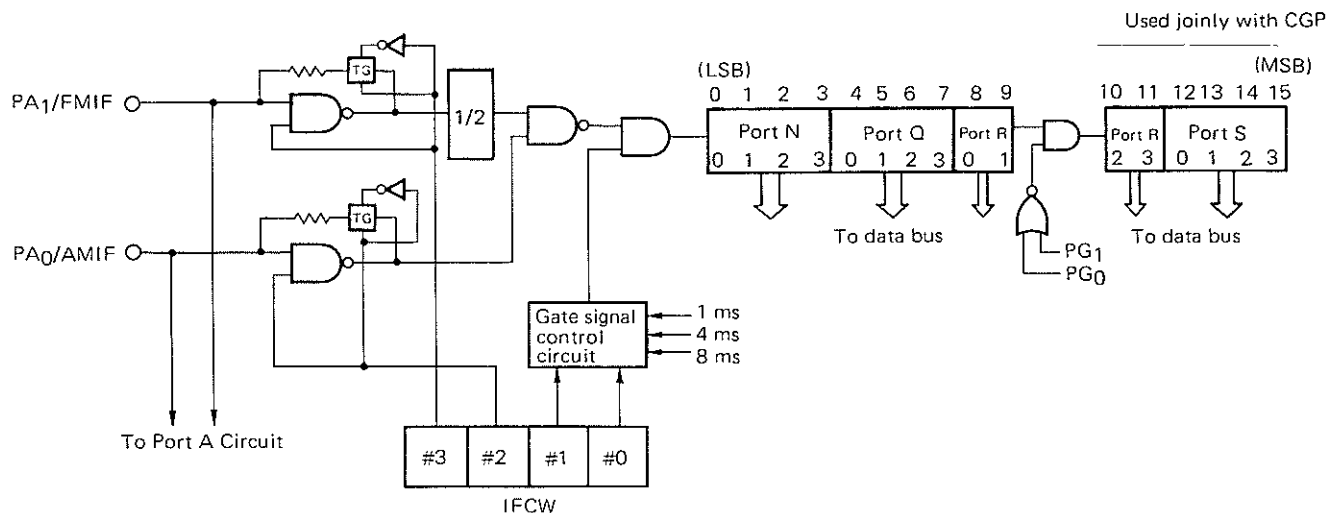 Used joinly with CGP
(LSB)
(MSB)
0 1 2 3 4 5 6 7 8 9 10 11 12 13 14 15
PA1/FMIF
TG
1/2
Port N
Port Q
Port R
Port R
Port S
0 1 2 3 0 1 2 3 0 1 2 3 0 1 2 3
TG
To data bus
To data bus
PA0/AMIF
PG1
PG0
Gate signal
control
circuit
1 ms
4 ms
8 ms
To Port A Circuit
#3 #2 #1 #0
IFCW